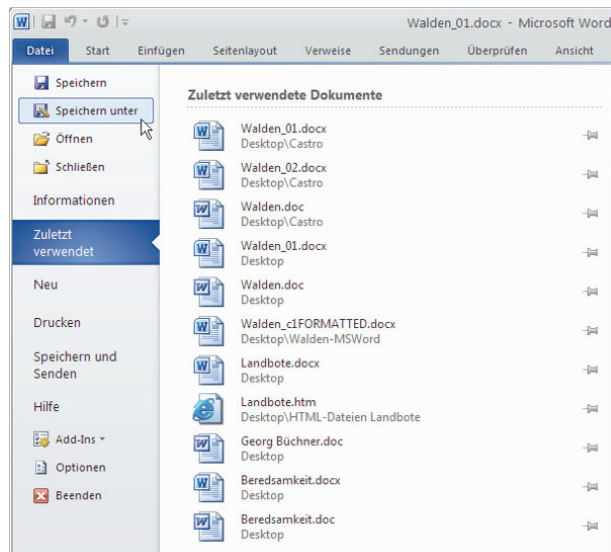 Walden_01.docx - Microsoft Word
Datei Start Einfügen Seitenlayout Verweise Sendungen Überprüfen Ansicht
Speichern
Speichern unter
Öffnen
Schließen
Informationen
Zuletzt
verwendet
Neu
Drucken
Speichern und
Senden
Hilfe
Add-Ins
Optionen
Beenden
Zuletzt verwendete Dokumente
Walden_01.docx
Desktop\Castro
Walden_02.docx
Desktop\Castro
Walden.doc
Desktop\Castro
Walden_01.docx
Desktop
Walden.doc
Desktop
Walden_c1FORMATTED.docx
Desktop\Walden-MSWord
Landbote.docx
Desktop
Landbote.htm
Desktop\HTML-Dateien Landbote
Georg Büchner.doc
Desktop
Beredsamkeit.docx
Desktop
Beredsamkeit.doc
Desktop